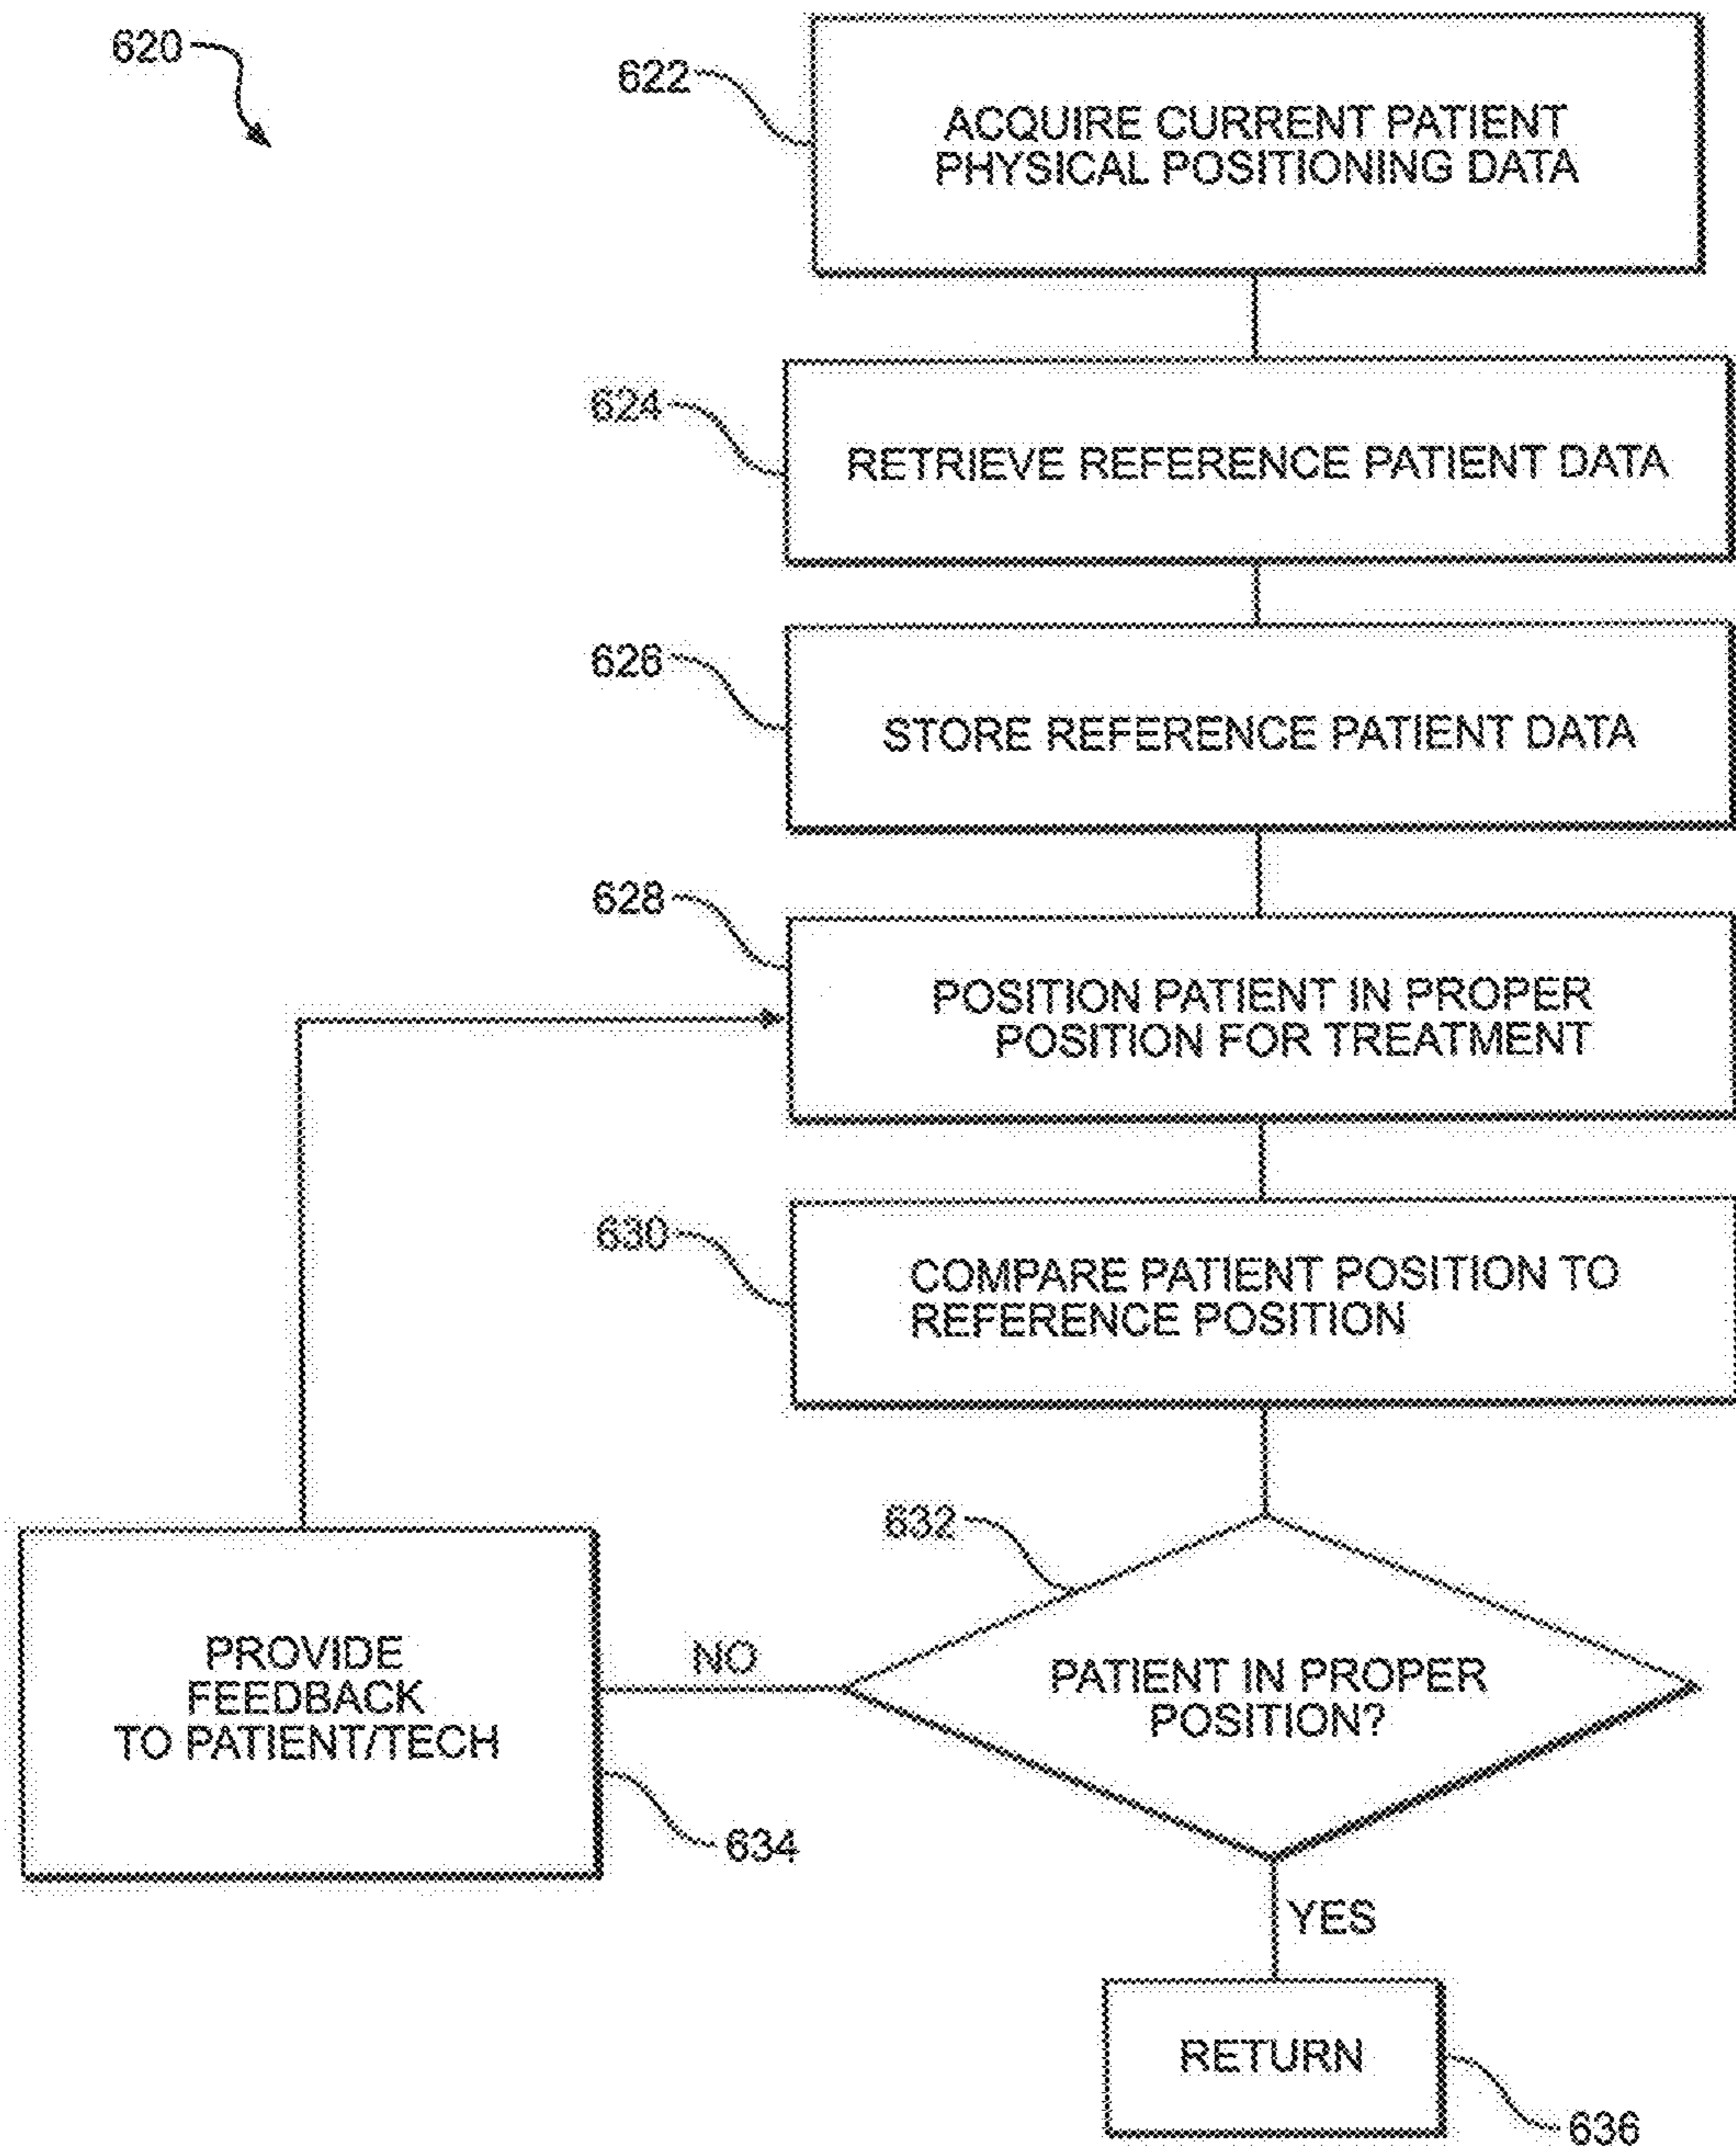 620
622
ACQUIRE CURRENT PATIENT
PHYSICAL POSITIONING DATA
624
RETRIEVE REFERENCE PATIENT DATA
626
STORE REFERENCE PATIENT DATA
628
POSITION PATIENT IN PROPER
POSITION FOR TREATMENT
630
COMPARE PATIENT POSITION TO
REFERENCE POSITION
632
PATIENT IN PROPER
POSITION?
NO
PROVIDE
FEEDBACK
TO PATIENT/TECH
634
YES
RETURN
636